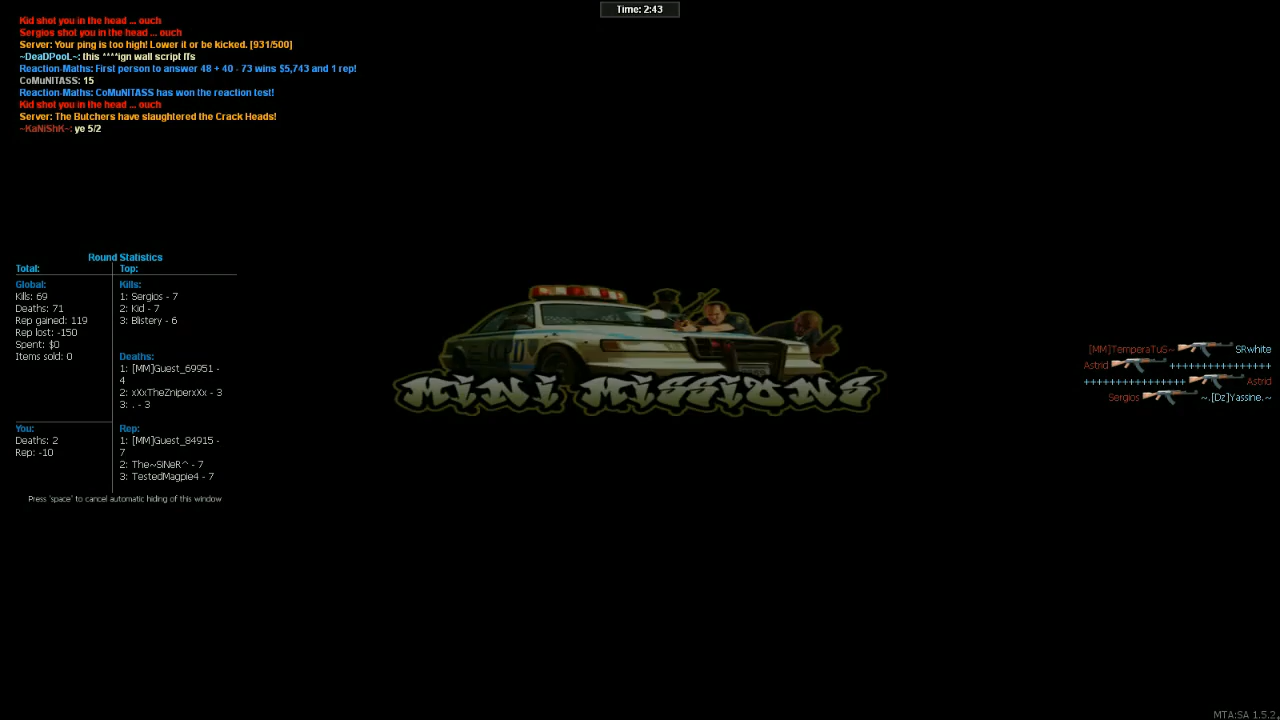 Time: 2:43
Kid shot you in the head ... ouch
Sergios shot you in the head ... ouch
Server: Your ping is too high! Lower it or be kicked. [931/500]
~DeaDPooL~: this ****ign wall script ITs
Reaction-Maths: First person to answer 48 + 40 - 73 wins $5,743 and 1 rep!
CoMuNITASS: 15
Reaction-Maths: CoMuNITASS has won the reaction test!
Kid shot you in the head ... ouch
Server: The Butchers have slaughtered the Crack Heads!
~KaNiShK~: ye 5/2
Round Statistics
Total:
Global:
Kills: 69
Deaths: 71
Rep gained: 119
Rep lost: -150
Spent: $0
Items sold: 0
You:
Deaths: 2
Rep: -10
Top:
Kills:
1: Sergios - 7
2: Kid - 7
3: Blistery - 6
Deaths:
1: [MM]Guest_69951 -
4
2: xXxTheZniperxXx - 3
3: . - 3
Rep:
1: [MM]Guest_84915 -
7
2: The~SiNeR^ - 7
3: TestedMagpie4 - 7
Press 'space' to cancel automatic hiding of this window
MINI MISSIONS
[MM]TemperaTuS~ SRwhite
Astrid ++++++++++++++++
++++++++++++++++ Astrid
Sergios ~.[Dz]Yassine.~
MTA:SA 1.5.2